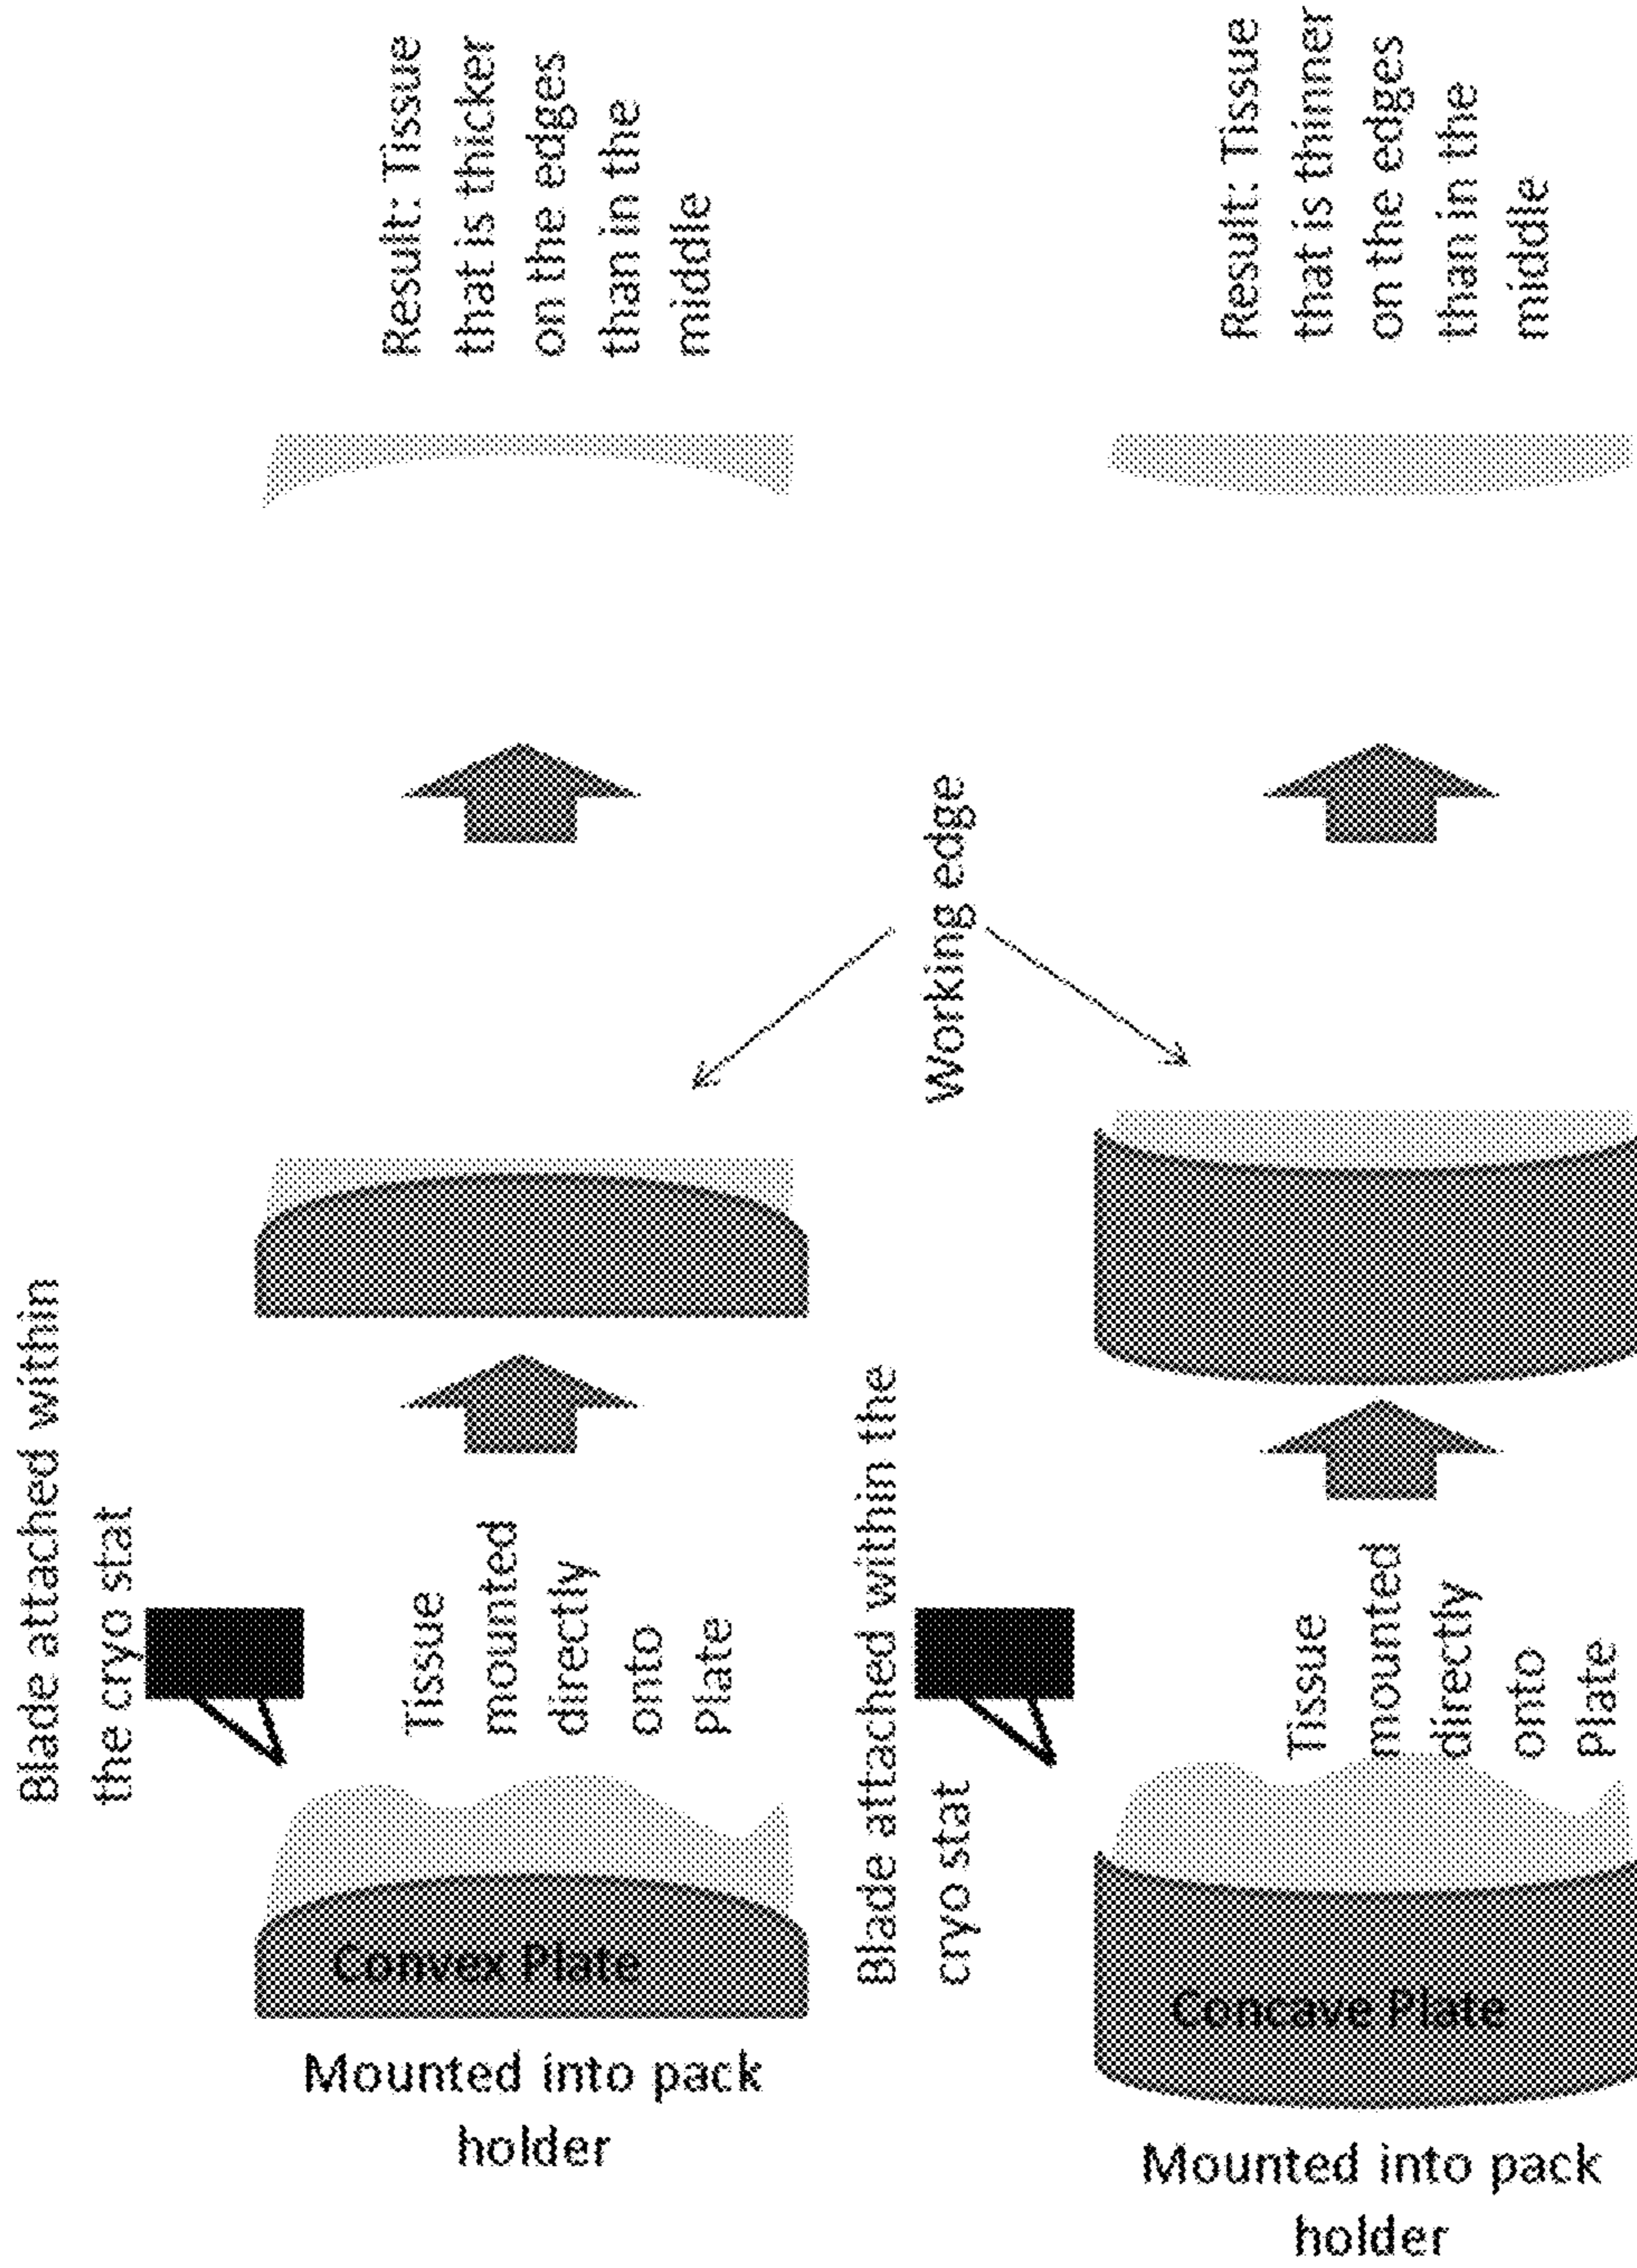 Blade attached within
the cryo stat
Convex Plate
Mounted into pack
holder
Tissue
mounted
directly
onto
Plate
Result: Tissue
that is thicker
on the edges
than in the
middle
Working edge
Blade attached within the
cryo stat
Concave Plate
Mounted into pack
holder
Tissue
mounted
directly
onto
Plate
Result: Tissue
that is thinner
on the edges
than in the
middle